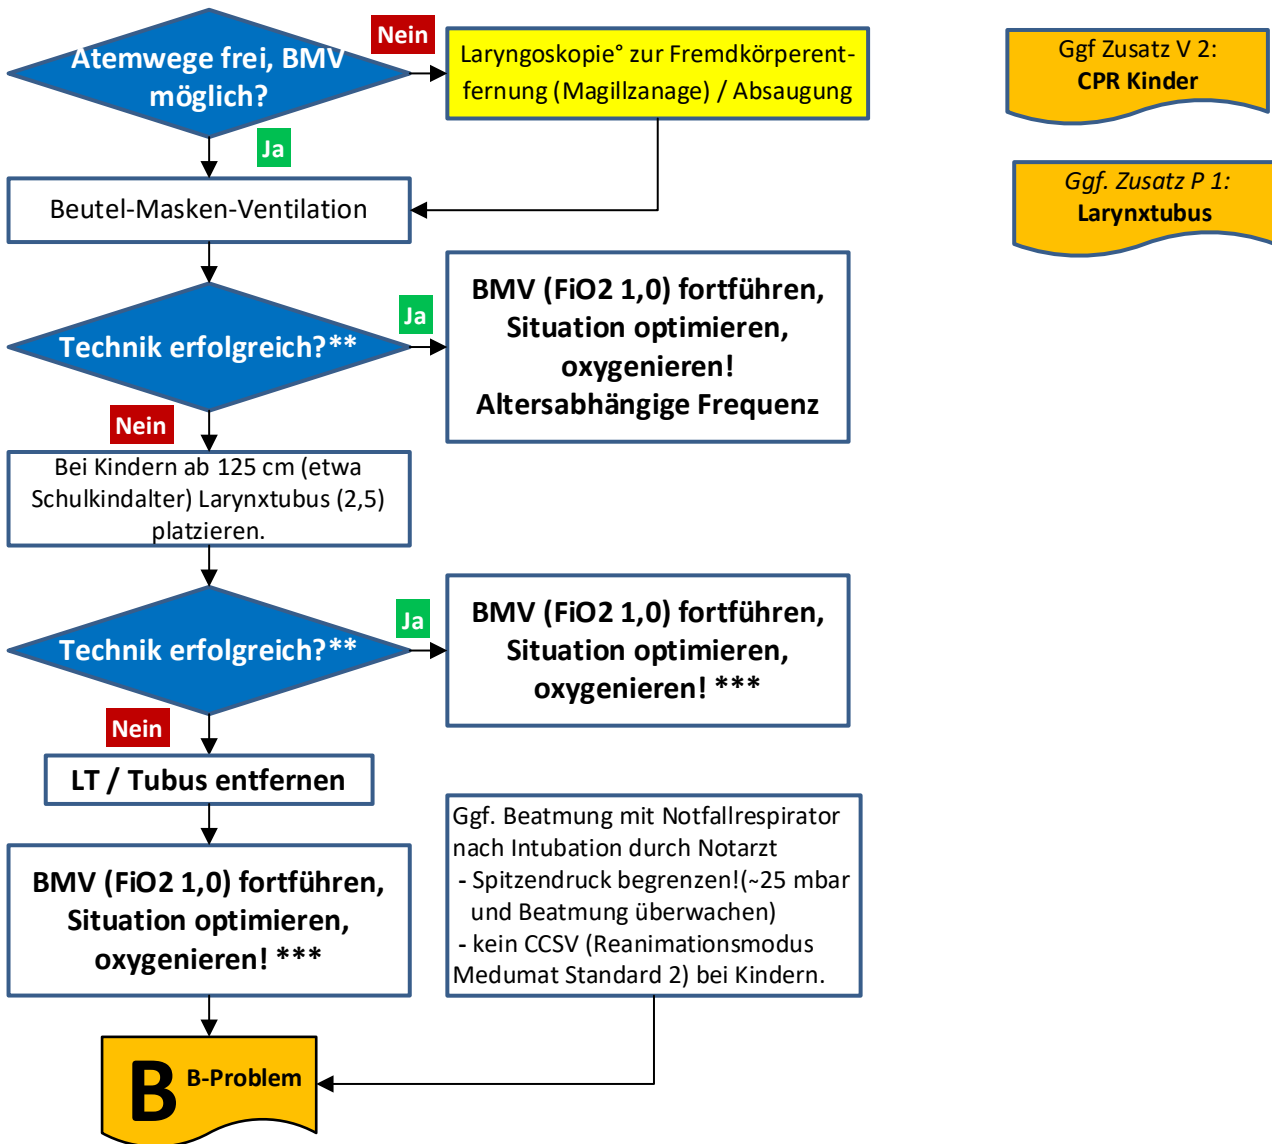 Atemwege frei, BMV
möglich?
Nein
Laryngoskopie° zur Fremdkörperent-
fernung (Magillzanage) / Absaugung
Ggf Zusatz V 2:
CPR Kinder
Ja
Ggf. Zusatz P 1:
Larynxtubus
Beutel-Masken-Ventilation
Technik erfolgreich?**
Ja
BMV (FiO2 1,0) fortführen,
Situation optimieren,
oxygenieren!
Altersabhängige Frequenz
Nein
Bei Kindern ab 125 cm (etwa
Schulkindalter) Larynxtubus (2,5)
platzieren.
Technik erfolgreich?**
Ja
BMV (FiO2 1,0) fortführen,
Situation optimieren,
oxygenieren! ***
Nein
LT / Tubus entfernen
BMV (FiO2 1,0) fortführen,
Situation optimieren,
oxygenieren! ***
Ggf. Beatmung mit Notfallrespirator
nach Intubation durch Notarzt
- Spitzendruck begrenzen!(~25 mbar
und Beatmung überwachen)
- kein CCSV (Reanimationsmodus
Medumat Standard 2) bei Kindern.
B B-Problem